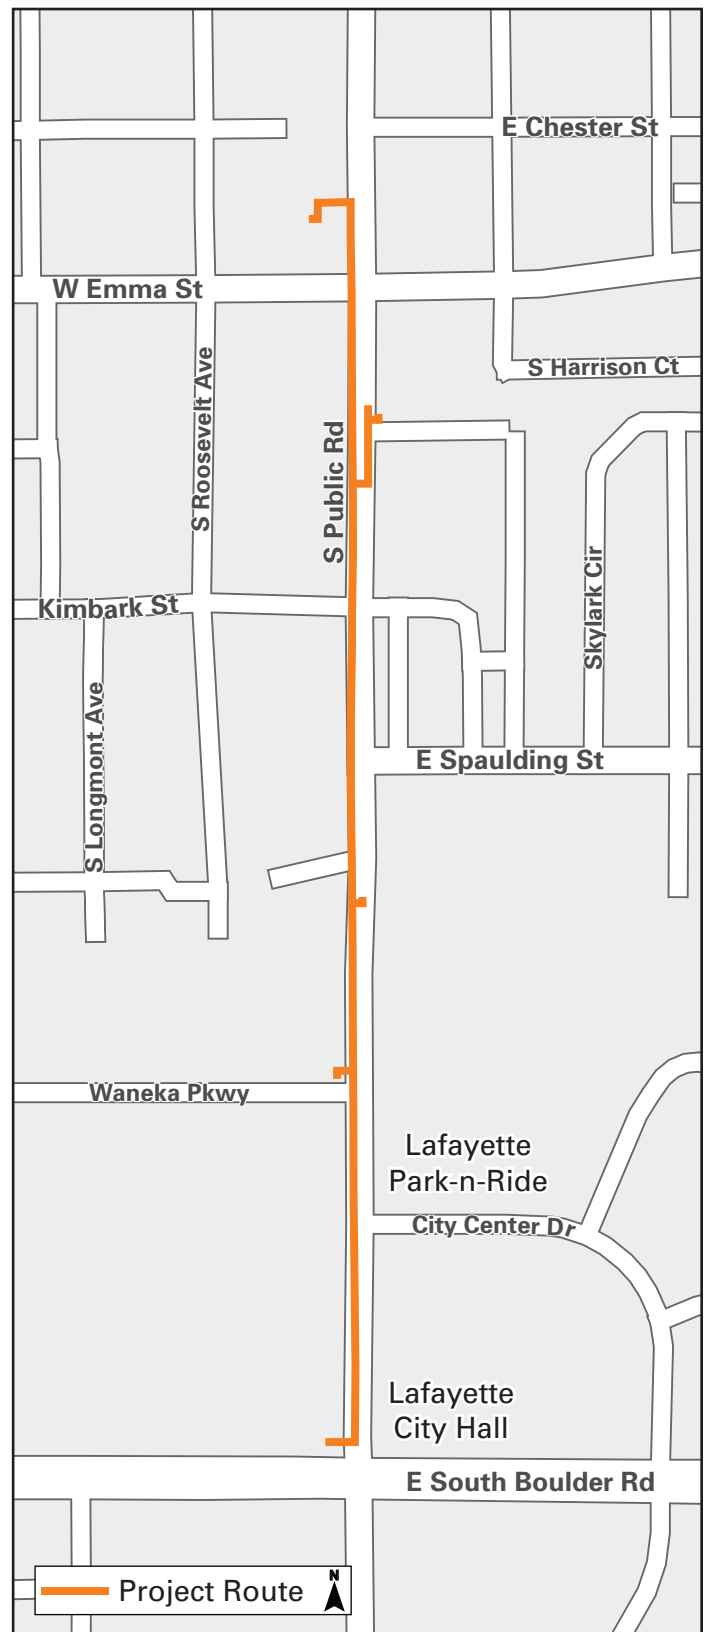 E Chester St
W Emma St
S Harrison Ct
S Roosevelt Ave
S Public Rd
Skylark Cir
Kimbark St
S Longmont Ave
E Spaulding St
Waneka Pkwy
Lafayette
Park-n-Ride
City Center Dr
Lafayette
City Hall
E South Boulder Rd
Project Route
N